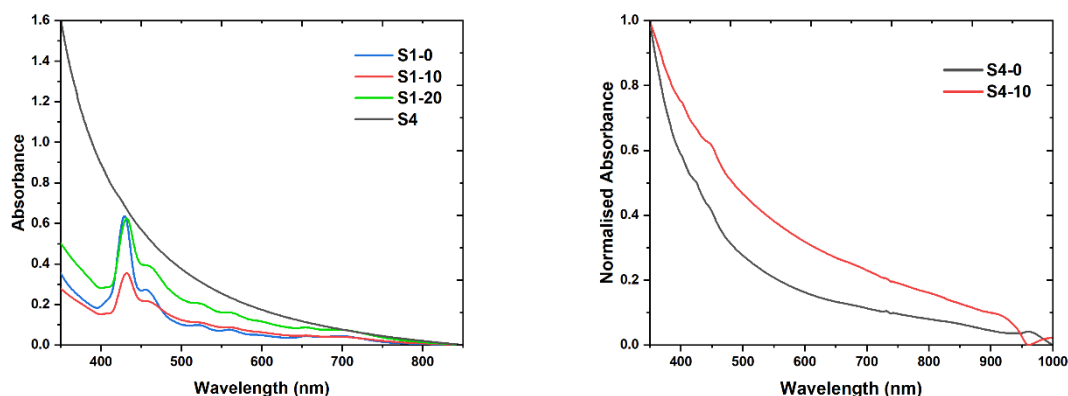 1.6
1.4
1.2
1.0
0.8
0.6
0.4
0.2
0.0
Absorbance
400 500 600 700 800
Wavelength (nm)
S1-0
S1-10
S1-20
S4
1.0
0.8
0.6
0.4
0.2
0.0
Normalised Absorbance
400 500 600 700 800 900 1000
Wavelength (nm)
S4-0
S4-10